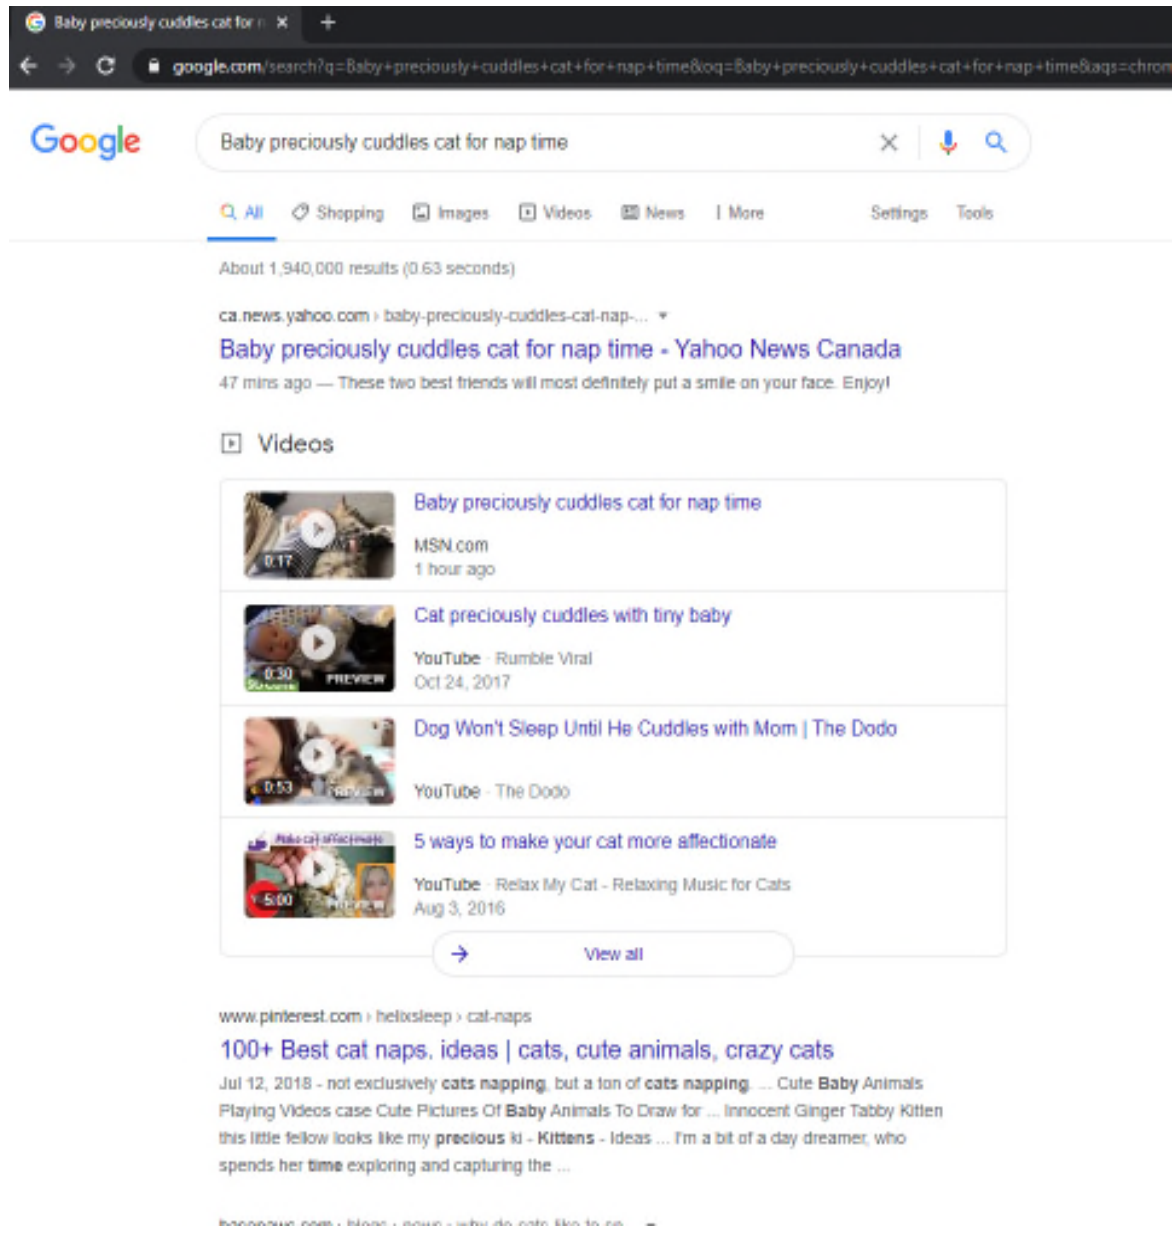 Baby preciously cuddles cat for n
google.com/search?q=Baby+preciously+cuddles+cat+for+nap+time&oq=Baby+preciously+cuddles+cat+for+nap+time&aqs=chrom
Google
Baby preciously cuddles cat for nap time
All Shopping Images Videos News More Settings Tools
About 1,940,000 results (0.63 seconds)
ca.news.yahoo.com › baby-preciously-cuddles-cat-nap-...
Baby preciously cuddles cat for nap time - Yahoo News Canada
47 mins ago — These two best friends will most definitely put a smile on your face. Enjoy!
Videos
Baby preciously cuddles cat for nap time
MSN.com
0:17
1 hour ago
Cat preciously cuddles with tiny baby
YouTube · Rumble Viral
0:30 PREVIEW
Oct 24, 2017
Dog Won't Sleep Until He Cuddles with Mom | The Dodo
0:53 PREVIEW
YouTube · The Dodo
Make cat affectionate
5 ways to make your cat more affectionate
YouTube · Relax My Cat - Relaxing Music for Cats
5:00 PREVIEW
Aug 3, 2016
View all
www.pinterest.com › helixsleep › cat-naps
100+ Best cat naps. ideas | cats, cute animals, crazy cats
Jul 12, 2018 - not exclusively cats napping, but a ton of cats napping. ... Cute Baby Animals
Playing Videos case Cute Pictures Of Baby Animals To Draw for ... Innocent Ginger Tabby Kitten
this little fellow looks like my precious ki - Kittens - Ideas ... I'm a bit of a day dreamer, who
spends her time exploring and capturing the ...